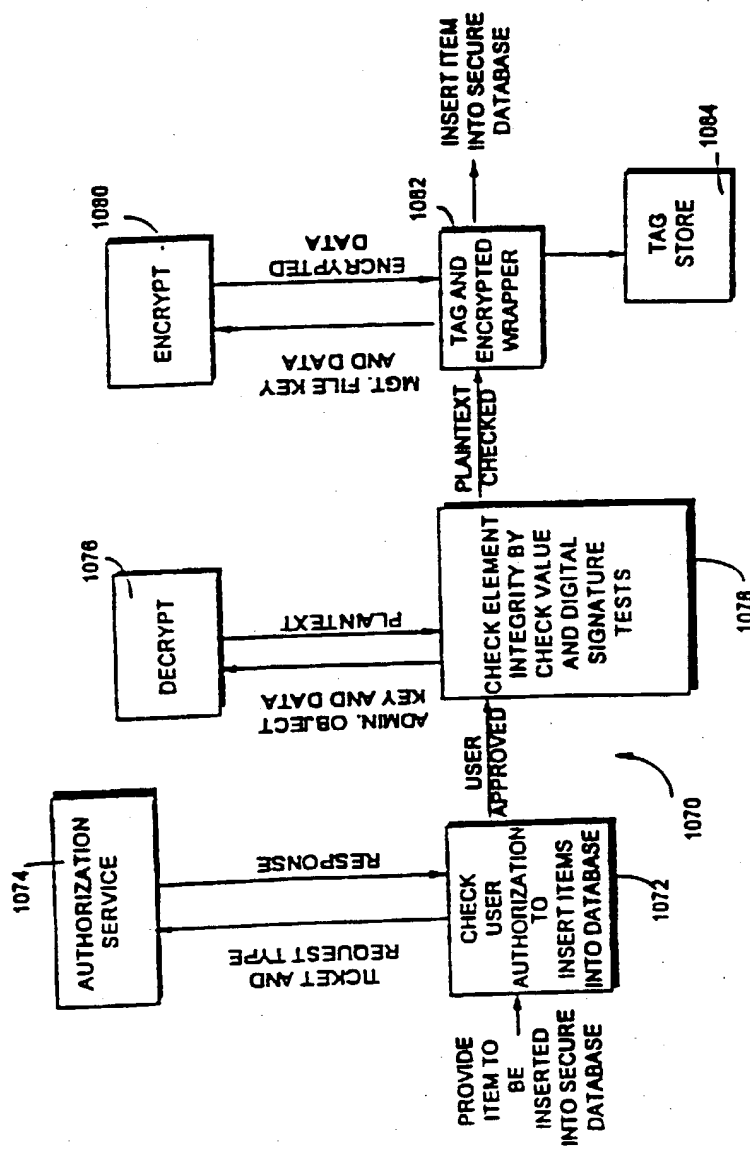 1074
AUTHORIZATION
SERVICE
TICKET AND
REQUEST TYPE
RESPONSE
PROVIDE
ITEM TO
BE
INSERTED
INTO SECURE
DATABASE
CHECK
USER
AUTHORIZATION
TO
INSERT ITEMS
INTO DATABASE
1072
1070
USER
APPROVED
1076
DECRYPT
ADMIN. OBJECT
KEY AND DATA
PLAINTEXT
CHECK ELEMENT
INTEGRITY BY
CHECK VALUE
AND DIGITAL
SIGNATURE
TESTS
1078
PLAINTEXT
CHECKED
1080
ENCRYPT
MGT. FILE KEY
AND DATA
ENCRYPTED
DATA
1082
TAG AND
ENCRYPTED
WRAPPER
INSERT ITEM
INTO SECURE
DATABASE
TAG
STORE
1084